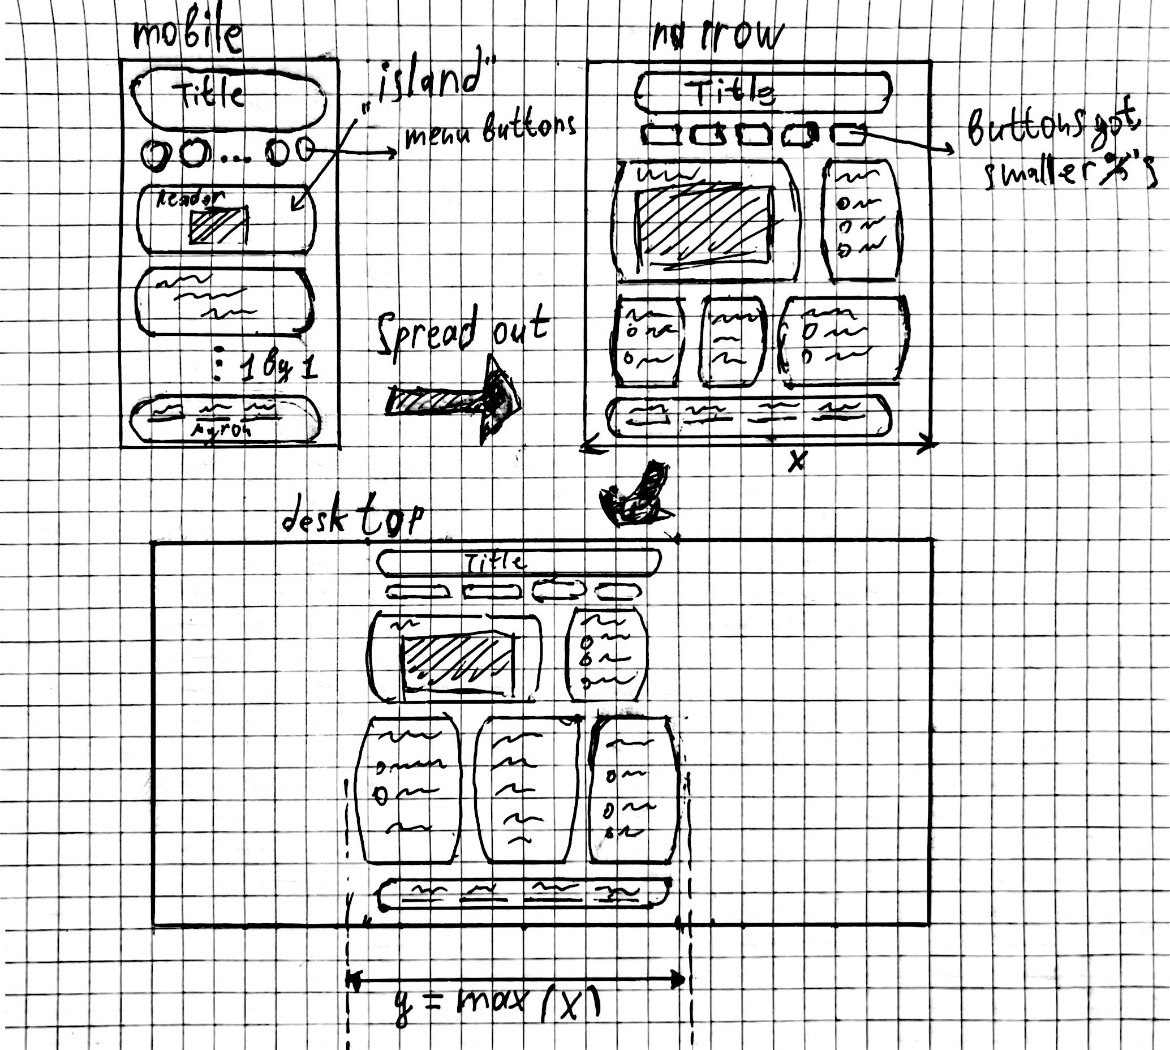 mobile
Title
...
"island"
menu buttons
Reader
1 by 1
Spread out
narrow
Title
Buttons got
smaller %'s
X
desktop
Title
y = max (X)